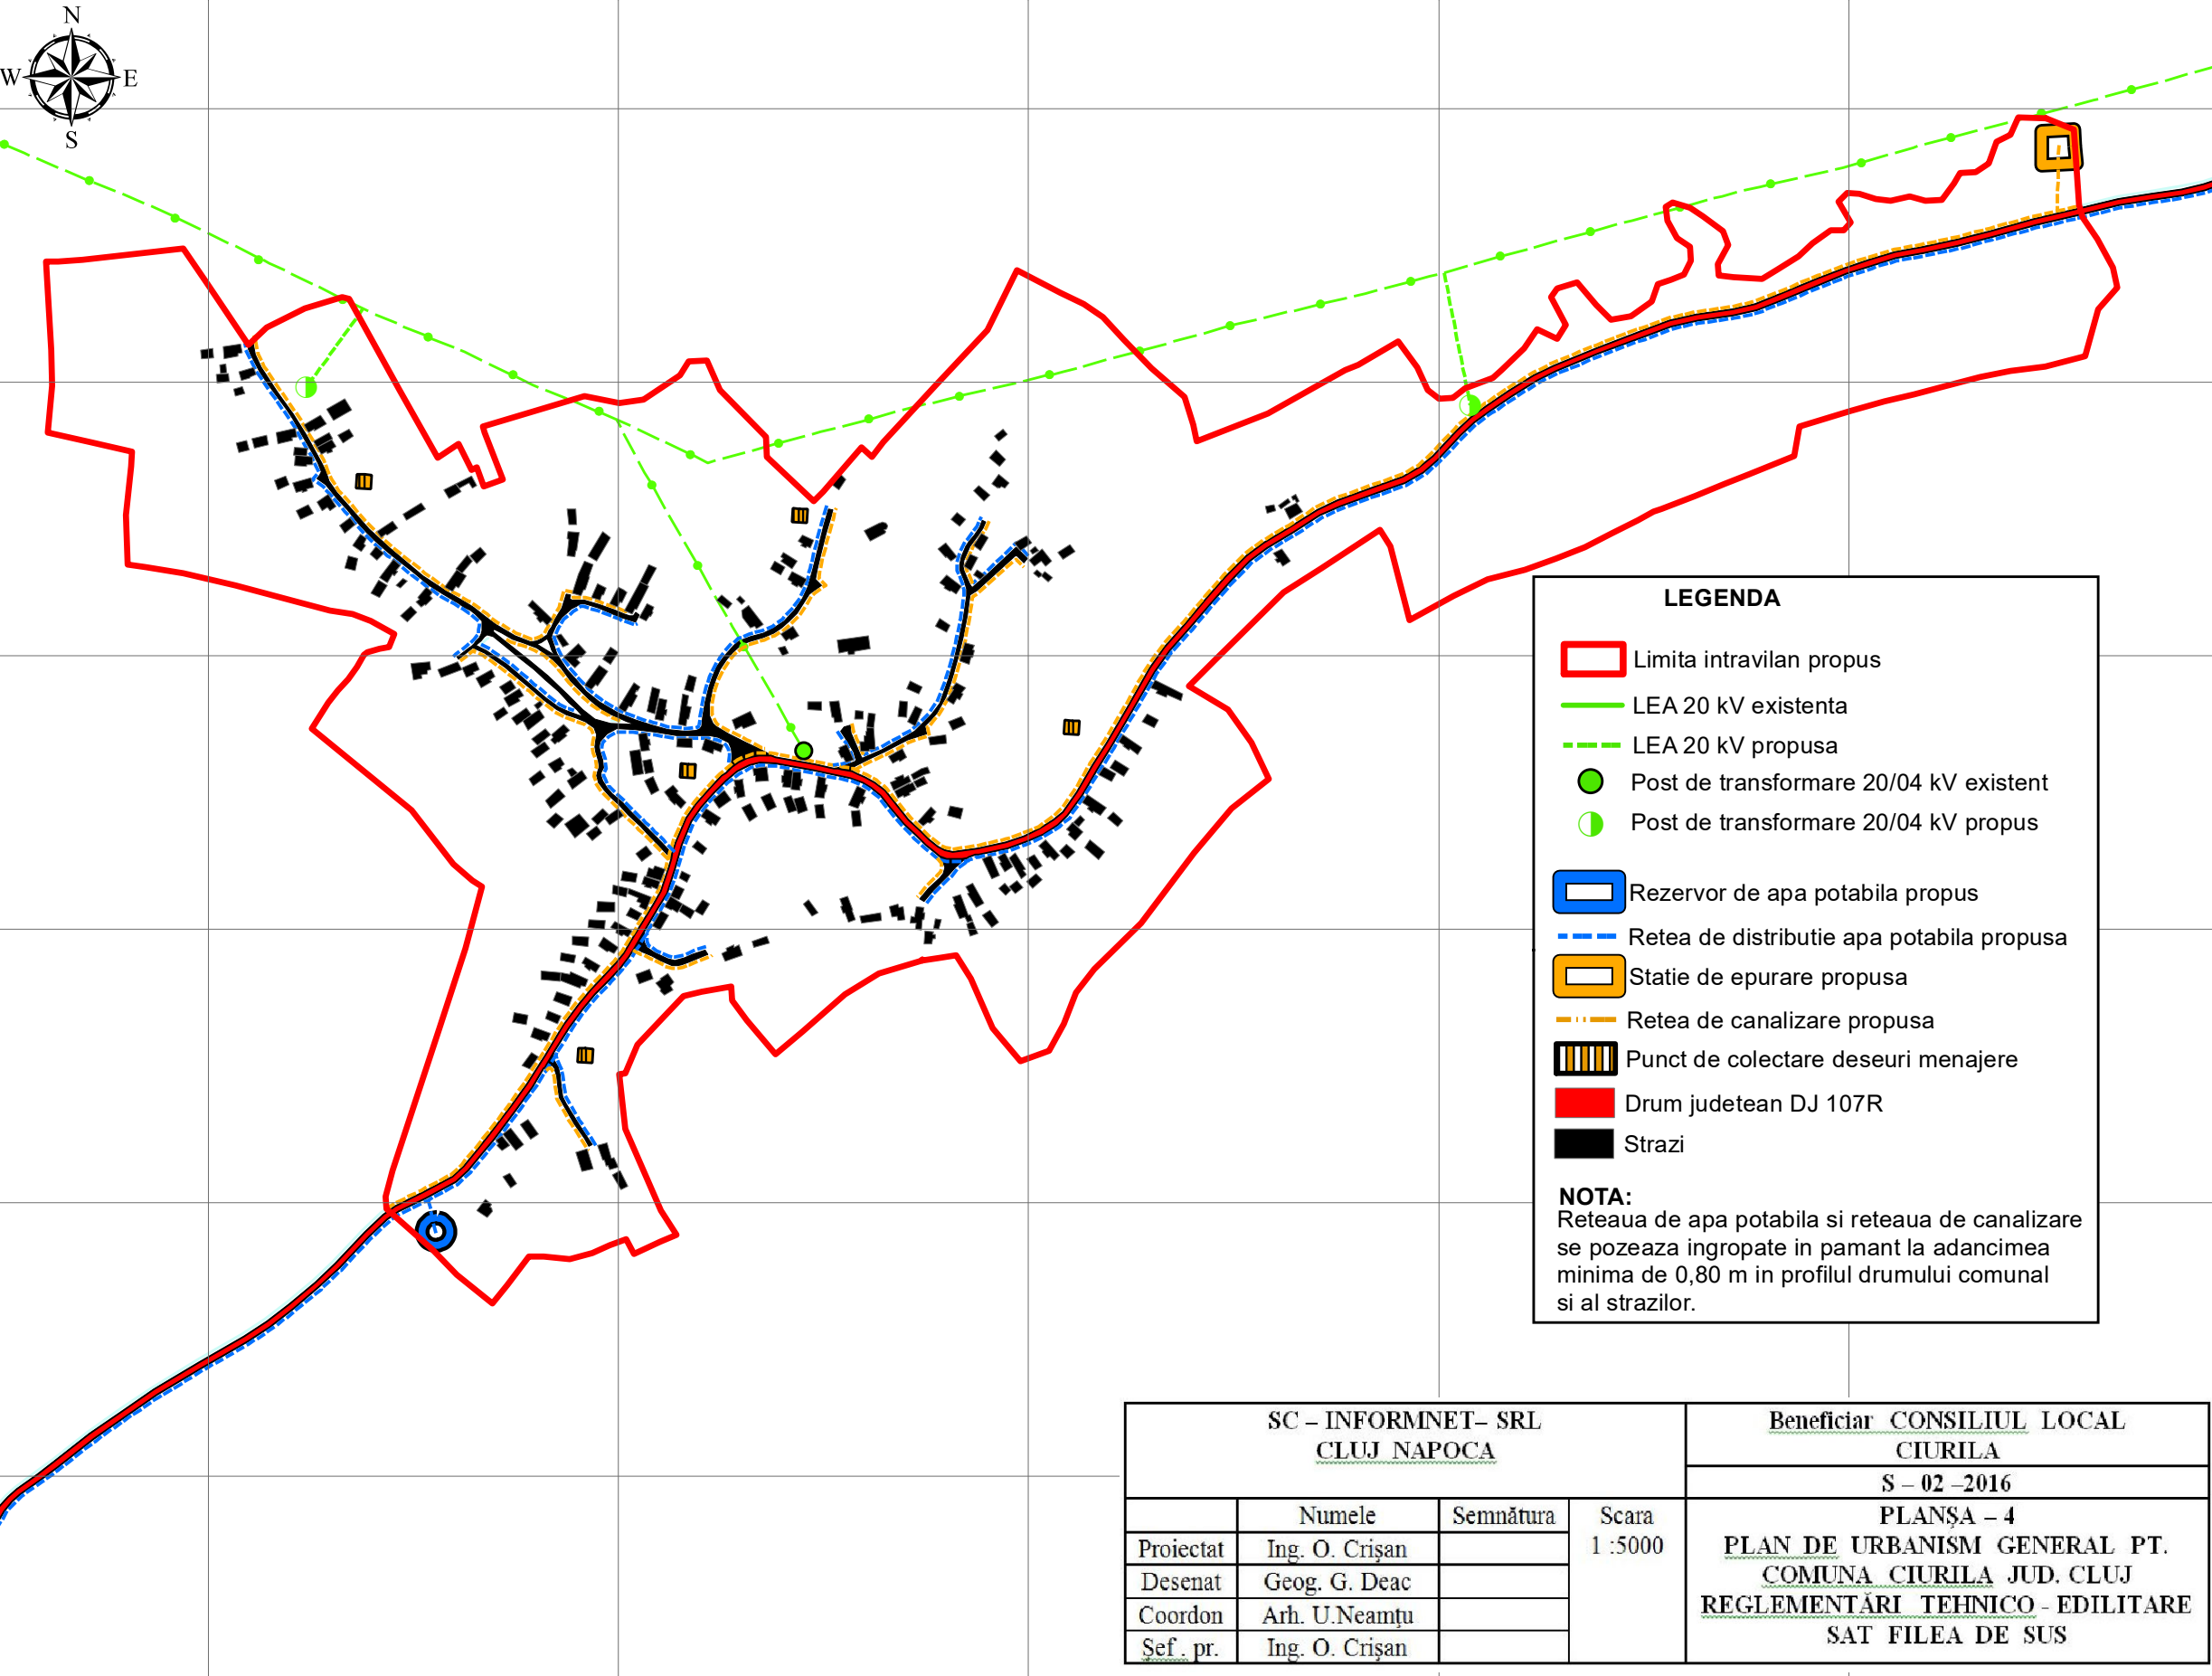 N
W E
S
LEGENDA
Limita intravilan propus
LEA 20 kV existenta
LEA 20 kV propusa
Post de transformare 20/04 kV existent
Post de transformare 20/04 kV propus
Rezervor de apa potabila propus
Retea de distributie apa potabila propusa
Statie de epurare propusa
Retea de canalizare propusa
Punct de colectare deseuri menajere
Drum judetean DJ 107R
Strazi
NOTA:
Reteaua de apa potabila si reteaua de canalizare
se pozeaza ingropate in pamant la adancimea
minima de 0,80 m in profilul drumului comunal
si al strazilor.
SC – INFORMNET– SRL
CLUJ NAPOCA
Beneficiar CONSILIUL LOCAL
CIURILA
S – 02 –2016
Numele Semnătura Scara
1 :5000
Proiectat Ing. O. Crişan
Desenat Geog. G. Deac
Coordon Arh. U.Neamţu
Şef . pr. Ing. O. Crişan
PLANŞA – 4
PLAN DE URBANISM GENERAL PT.
COMUNA CIURILA JUD. CLUJ
REGLEMENTĂRI TEHNICO - EDILITARE
SAT FILEA DE SUS